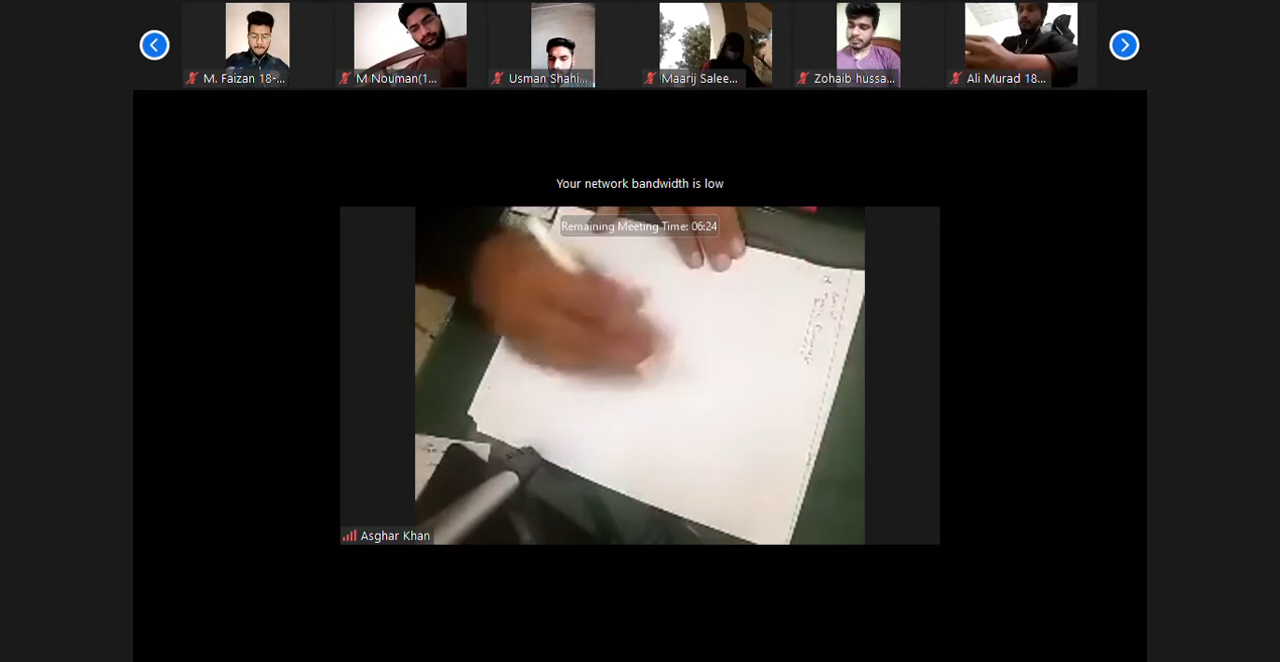 M. Faizan 18-...
M Nouman(1...
Usman Shahi...
Maarij Salee...
Zohaib hussa...
Ali Murad 18...
Your network bandwidth is low
Remaining Meeting Time: 06:24
Asghar Khan